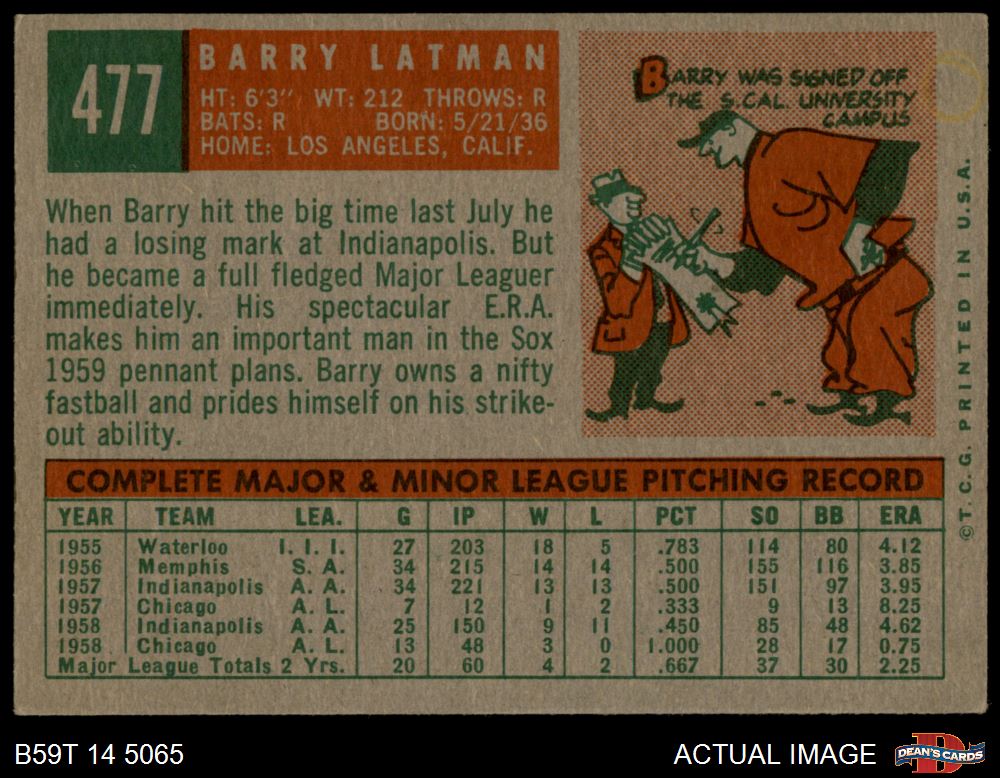 477
BARRY LATMAN
HT: 6'3" WT: 212 THROWS: R
BATS: R BORN: 5/21/36
HOME: LOS ANGELES, CALIF.
BARRY WAS SIGNED OFF
THE S.CAL. UNIVERSITY
CAMPUS
When Barry hit the big time last July he
had a losing mark at Indianapolis. But
he became a full fledged Major Leaguer
immediately. His spectacular E.R.A.
makes him an important man in the Sox
1959 pennant plans. Barry owns a nifty
fastball and prides himself on his strike-
out ability.
COMPLETE MAJOR & MINOR LEAGUE PITCHING RECORD
YEAR TEAM LEA. G IP W L PCT SO BB ERA
1955 Waterloo I. I. I. 27 203 18 5 .783 114 80 4.12
1956 Memphis S. A. 34 215 14 14 .500 155 116 3.85
1957 Indianapolis A. A. 34 221 13 13 .500 151 97 3.95
1957 Chicago A. L. 7 12 1 2 .333 9 13 8.25
1958 Indianapolis A. A. 25 150 9 11 .450 85 48 4.62
1958 Chicago A. L. 13 48 3 0 1.000 28 17 0.75
Major League Totals 2 Yrs. 20 60 4 2 .667 37 30 2.25
©T. C. G. PRINTED IN U.S.A.
B59T 14 5065
ACTUAL IMAGE
D
DEAN'S CARDS